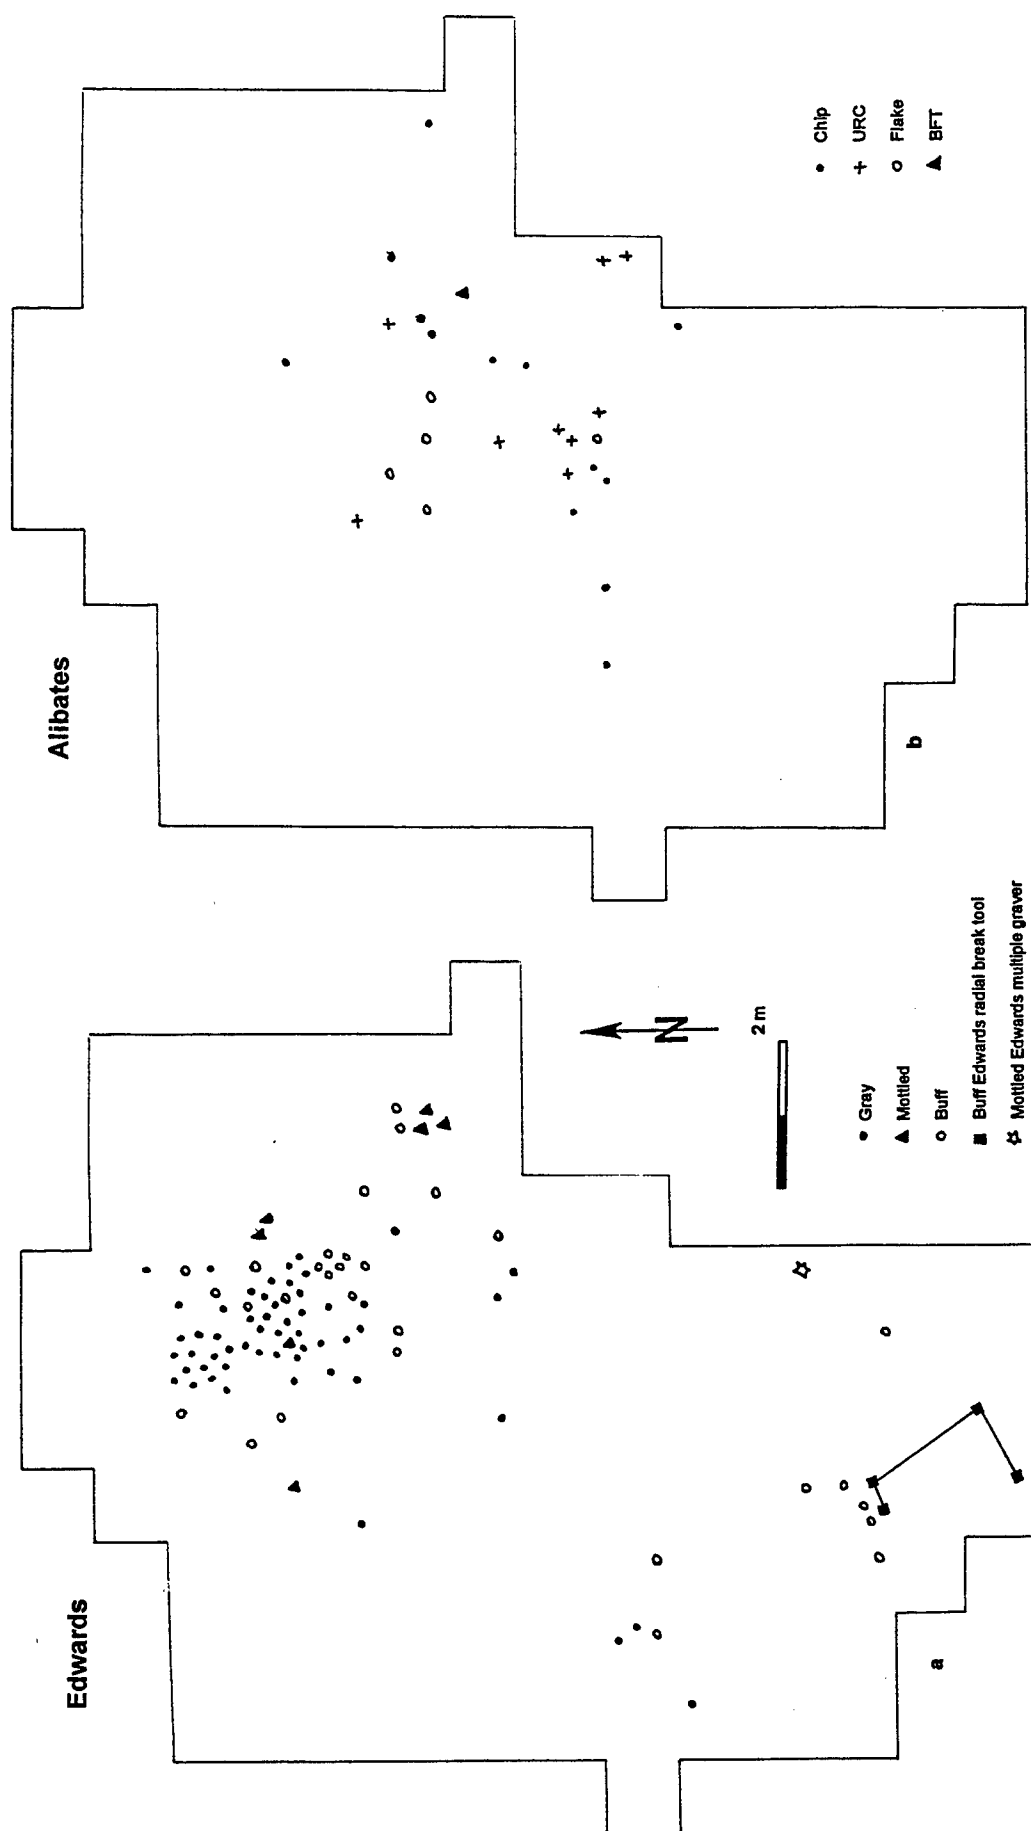 Edwards
a
Gray
Mottled
Buff
Buff Edwards radial break tool
Mottled Edwards multiple graver
N
2 m
Alibates
b
Chip
URC
Flake
BFT